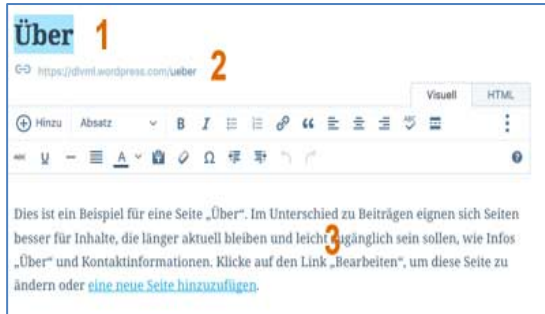 Über 1
https://dlvml.wordpress.com/ueber 2
Visuell HTML
Hinzu Absatz B I ABC
ABC U A Ω
Dies ist ein Beispiel für eine Seite „Über“. Im Unterschied zu Beiträgen eignen sich Seiten
besser für Inhalte, die länger aktuell bleiben und leicht zugänglich sein sollen, wie Infos
3
„Über“ und Kontaktinformationen. Klicke auf den Link „Bearbeiten“, um diese Seite zu
ändern oder eine neue Seite hinzuzufügen.